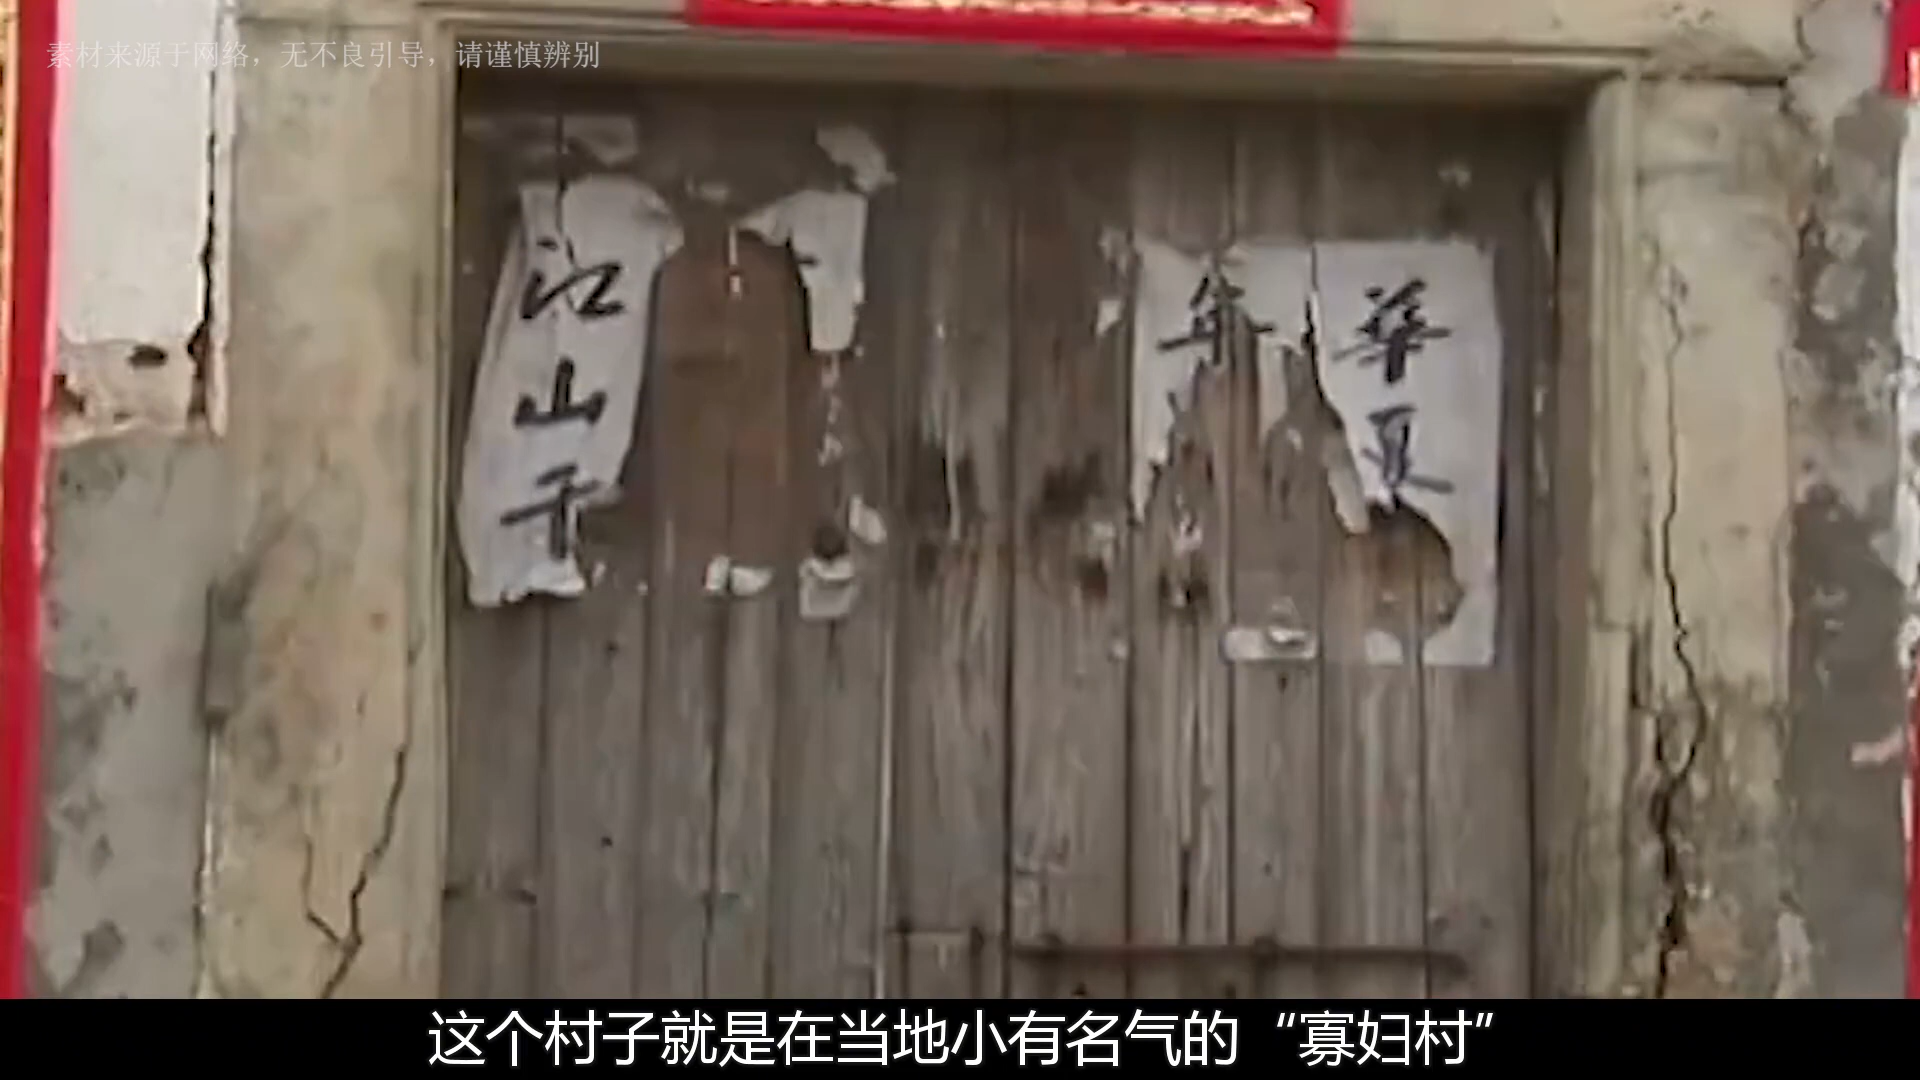 素材来源于网络，无不良引导，请谨慎辨别
江山千
年
华夏
这个村子就是在当地小有名气的“寡妇村”